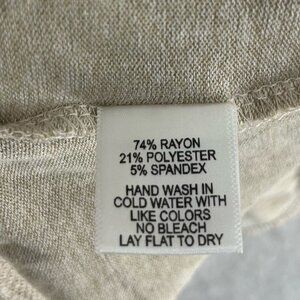 74% RAYON
21% POLYESTER
5% SPANDEX
HAND WASH IN
COLD WATER WITH
LIKE COLORS
NO BLEACH
LAY FLAT TO DRY